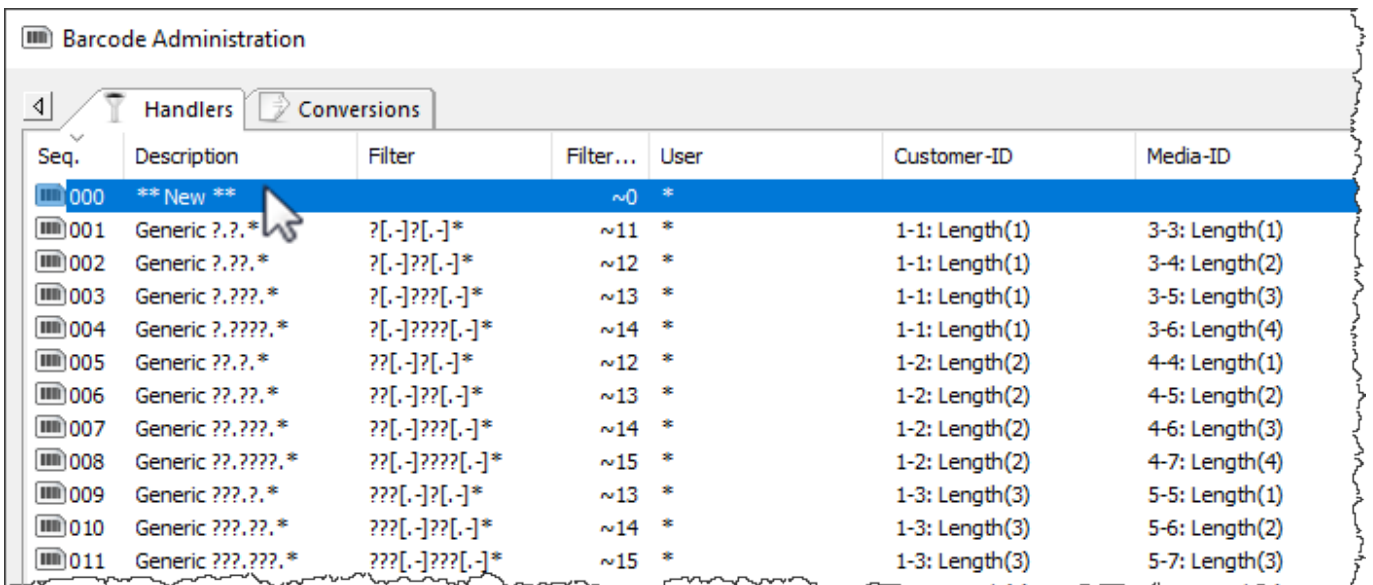 Barcode Administration
Handlers Conversions
Seq. Description Filter Filter... User Customer-ID Media-ID
000 ** New ** ~0 *
001 Generic ?.?.* ?[.-]?[.-]* ~11 * 1-1: Length(1) 3-3: Length(1)
002 Generic ?.??.* ?[.-]??[.-]* ~12 * 1-1: Length(1) 3-4: Length(2)
003 Generic ?.???.* ?[.-]???[.-]* ~13 * 1-1: Length(1) 3-5: Length(3)
004 Generic ?.????.* ?[.-]????[.-]* ~14 * 1-1: Length(1) 3-6: Length(4)
005 Generic ??.?.* ??[.-]?[.-]* ~12 * 1-2: Length(2) 4-4: Length(1)
006 Generic ??.??.* ??[.-]??[.-]* ~13 * 1-2: Length(2) 4-5: Length(2)
007 Generic ??.???.* ??[.-]???[.-]* ~14 * 1-2: Length(2) 4-6: Length(3)
008 Generic ??.????.* ??[.-]????[.-]* ~15 * 1-2: Length(2) 4-7: Length(4)
009 Generic ???.?.* ???[.-]?[.-]* ~13 * 1-3: Length(3) 5-5: Length(1)
010 Generic ???.??.* ???[.-]??[.-]* ~14 * 1-3: Length(3) 5-6: Length(2)
011 Generic ???.???.* ???[.-]???[.-]* ~15 * 1-3: Length(3) 5-7: Length(3)